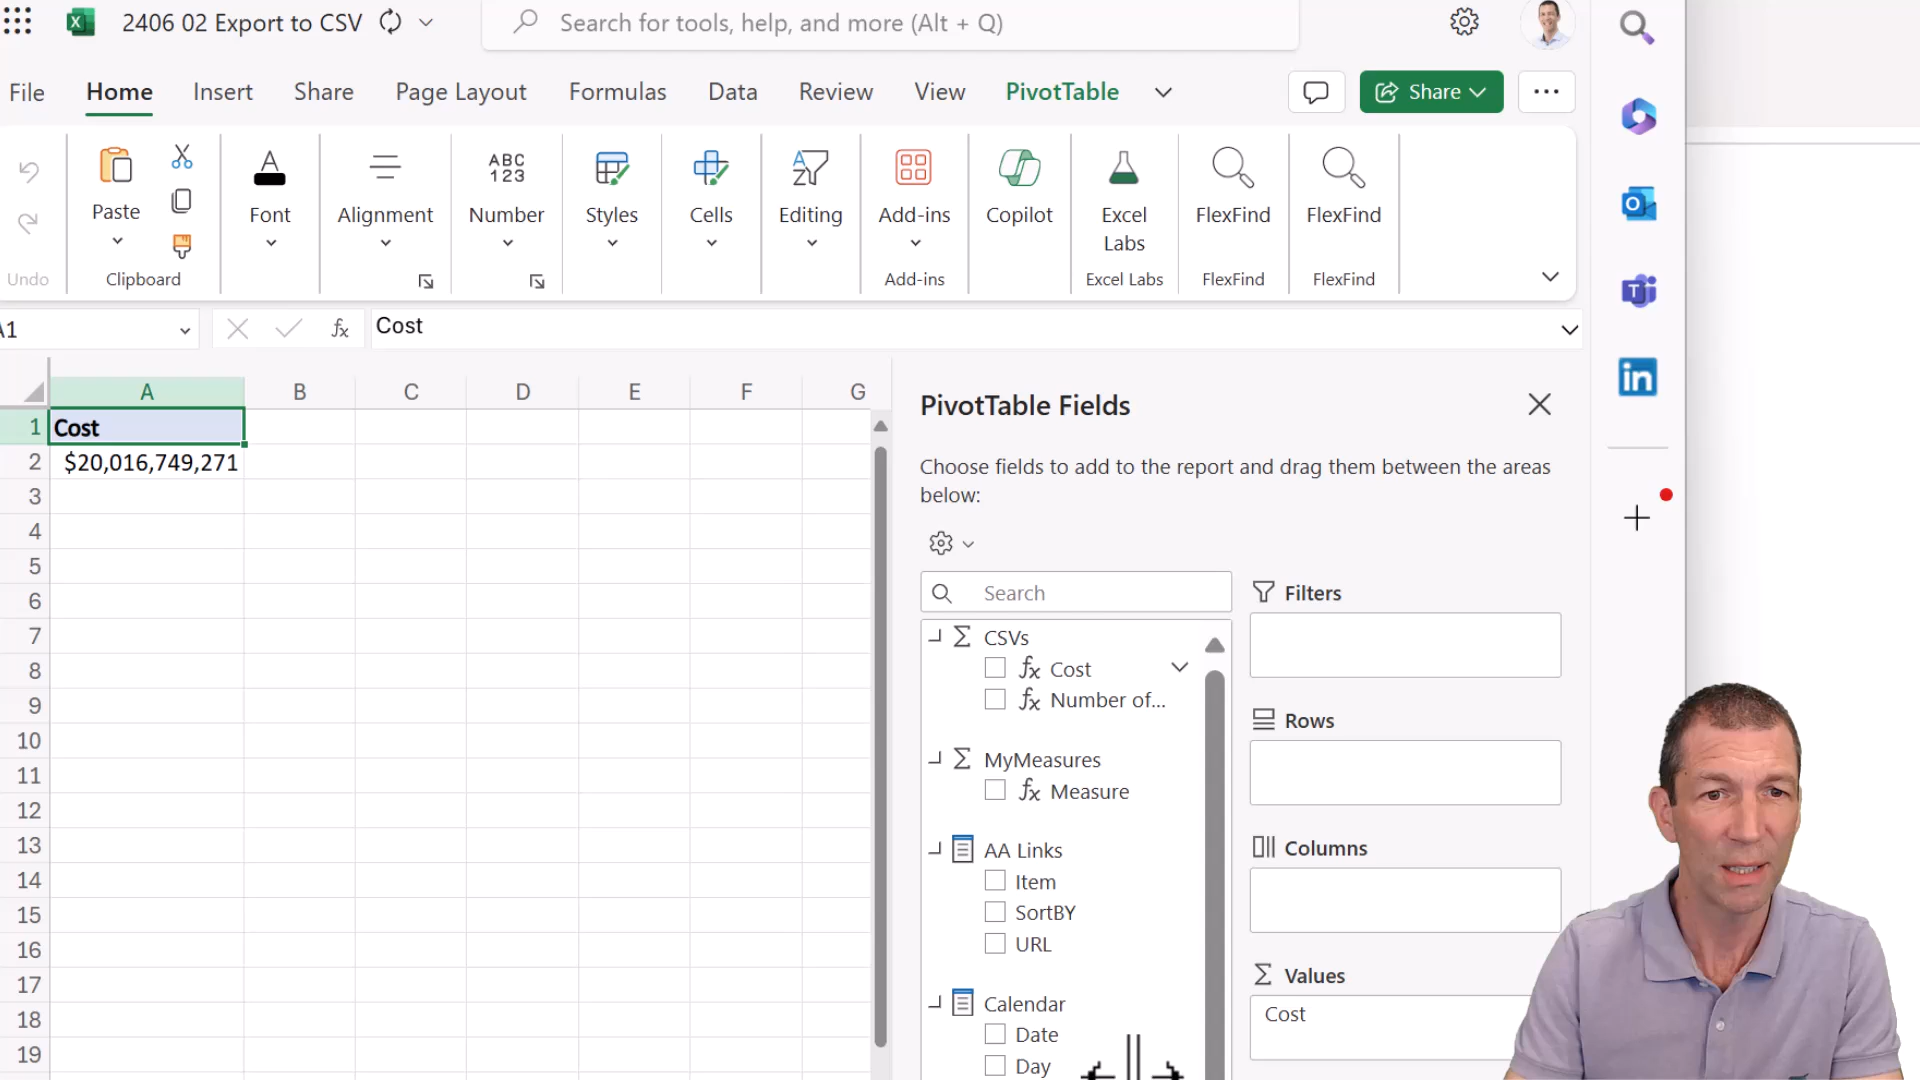 2406 02 Export to CSV
Search for tools, help, and more (Alt + Q)
File
Home
Insert
Share
Page Layout
Formulas
Data
Review
View
PivotTable
Share
Paste
Font
Alignment
ABC
123
Number
Styles
Cells
Editing
Add-ins
Copilot
Excel
Labs
FlexFind
FlexFind
Undo
Clipboard
Add-ins
Excel Labs
FlexFind
FlexFind
A1
fx
Cost
A
B
C
D
E
F
G
1
Cost
2
$20,016,749,271
3
4
5
6
7
8
9
10
11
12
13
14
15
16
17
18
19
PivotTable Fields
Choose fields to add to the report and drag them between the areas
below:
Search
CSVs
fx Cost
fx Number of...
MyMeasures
fx Measure
AA Links
Item
SortBY
URL
Calendar
Date
Day
Filters
Rows
Columns
Values
Cost